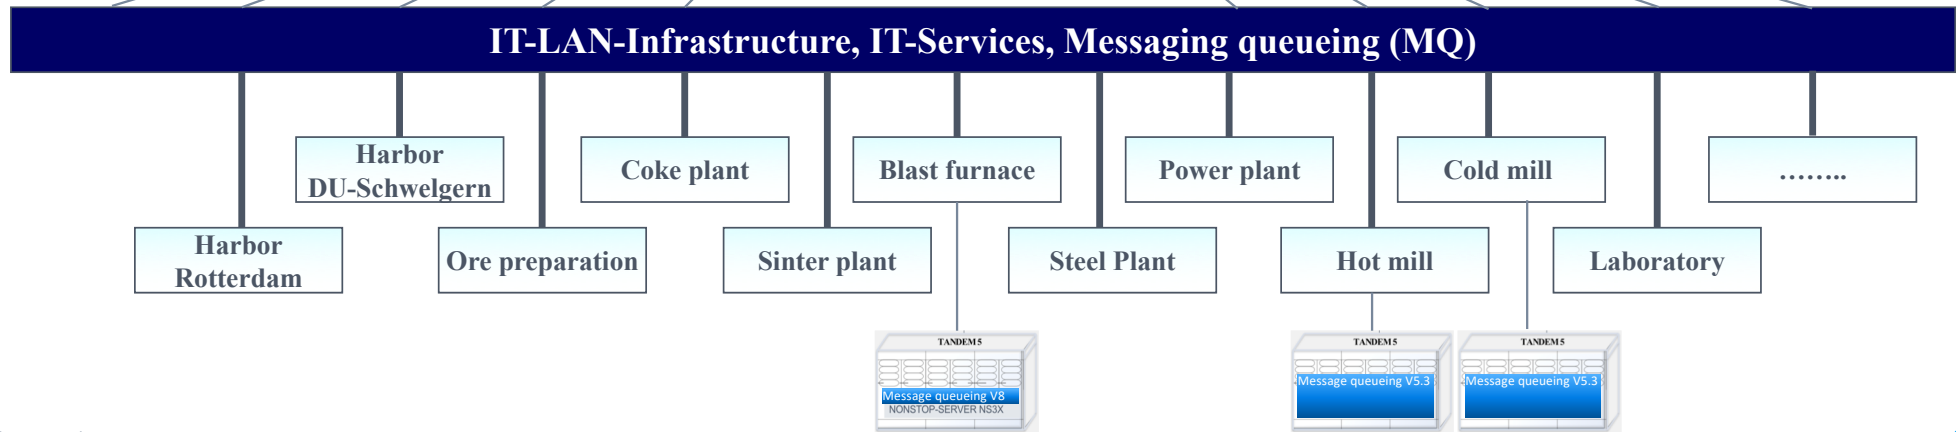 IT-LAN-Infrastructure, IT-Services, Messaging queueing (MQ)
Harbor
DU-Schwelgern
Coke plant
Blast furnace
Power plant
Cold mill
……..
Harbor
Rotterdam
Ore preparation
Sinter plant
Steel Plant
Hot mill
Laboratory
TANDEM 5
Message queueing V8
NONSTOP-SERVER NS3X
TANDEM 5
Message queueing V5.3
TANDEM 5
Message queueing V5.3